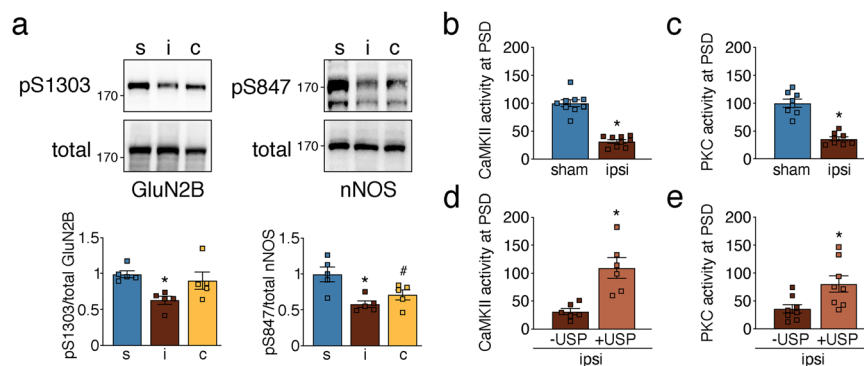 a
s i c
pS1303
170
total
170
GluN2B
s i c
pS847
170
total
170
nNOS
pS1303/total GluN2B
1.5
1
0.5
0
*
s i c
pS847/total nNOS
1.5
1
0.5
0
* #
s i c
b
CaMKII activity at PSD
200
150
100
50
0
*
sham ipsi
c
PKC activity at PSD
200
150
100
50
0
*
sham ipsi
d
CaMKII activity at PSD
200
150
100
50
0
*
-USP +USP
ipsi
e
PKC activity at PSD
200
150
100
50
0
*
-USP +USP
ipsi